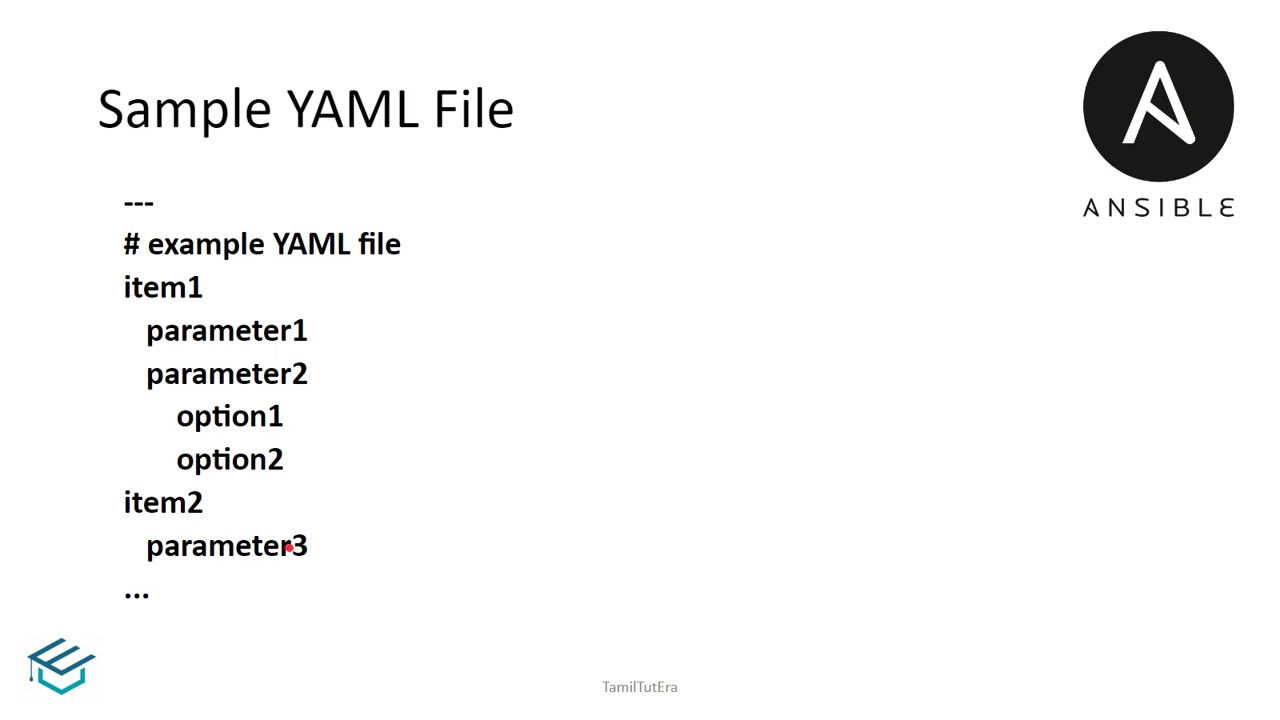 Sample YAML File
ANSIBLE
---
# example YAML file
item1
parameter1
parameter2
option1
option2
item2
parameter3
...
TamilTutEra